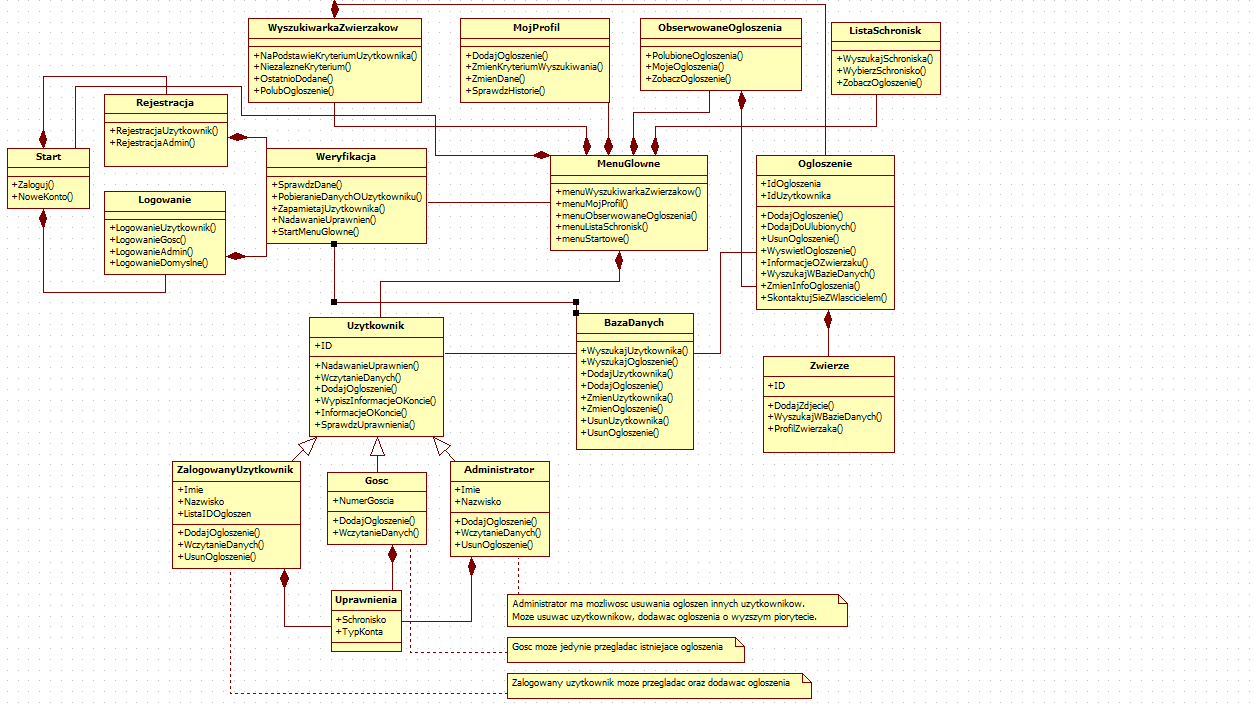 WyszukiwarkaZwierzakow
+NaPodstawieKryteriumUzytkownika()
+NiezalezneKryterium()
+OstatnioDodane()
+PolubOgloszenie()
MojProfil
+DodajOgloszenie()
+ZmienKryteriumWyszukiwania()
+ZmienDane()
+SprawdzHistorie()
ObserwowaneOgloszenia
+PolubioneOgloszenia()
+MojeOgloszenia()
+ZobaczOgloszenie()
ListaSchronisk
+WyszukajSchroniska()
+WybierzSchronisko()
+ZobaczOgloszenie()
Rejestracja
+RejestracjaUzytkownik()
+RejestracjaAdmin()
Start
+Zaloguj()
+NoweKonto()
Logowanie
+LogowanieUzytkownik()
+LogowanieGosc()
+LogowanieAdmin()
+LogowanieDomyslne()
Weryfikacja
+SprawdzDane()
+PobieranieDanychOUzytkowniku()
+ZapamietajUzytkownika()
+NadawanieUprawnien()
+StartMenuGlowne()
MenuGlowne
+menuWyszukiwarkaZwierzakow()
+menuMojProfil()
+menuObserwowaneOgloszenia()
+menuListaSchronisk()
+menuStartowe()
Ogloszenie
+IdOgloszenia
+IdUzytkownika
+DodajOgloszenie()
+DodajDoUlubionych()
+UsunOgloszenie()
+WyswietlOgloszenie()
+InformacjeOZwierzaku()
+WyszukajWBazieDanych()
+ZmienInfoOgloszenia()
+SkontaktujSieZWlascicielem()
Uzytkownik
+ID
+NadawanieUprawnien()
+WczytanieDanych()
+DodajOgloszenie()
+WypiszInformacjeOKoncie()
+InformacjeOKoncie()
+SprawdzUprawnienia()
BazaDanych
+WyszukajUzytkownika()
+WyszukajOgloszenie()
+DodajUzytkownika()
+DodajOgloszenie()
+ZmienUzytkownika()
+ZmienOgloszenie()
+UsunUzytkownika()
+UsunOgloszenie()
Zwierze
+ID
+DodajZdjecie()
+WyszukajWBazieDanych()
+ProfilZwierzaka()
ZalogowanyUzytkownik
+Imie
+Nazwisko
+ListaIDOgloszen
+DodajOgloszenie()
+WczytanieDanych()
+UsunOgloszenie()
Gosc
+NumerGoscia
+DodajOgloszenie()
+WczytanieDanych()
Administrator
+Imie
+Nazwisko
+DodajOgloszenie()
+WczytanieDanych()
+UsunOgloszenie()
Uprawnienia
+Schronisko
+TypKonta
Administrator ma mozliwosc usuwania ogloszen innych uzytkownikow.
Moze usuwac uzytkownikow, dodawac ogloszenia o wyzszym piorytecie.
Gosc moze jedynie przegladac istniejace ogloszenia
Zalogowany uzytkownik moze przegladac oraz dodawac ogloszenia